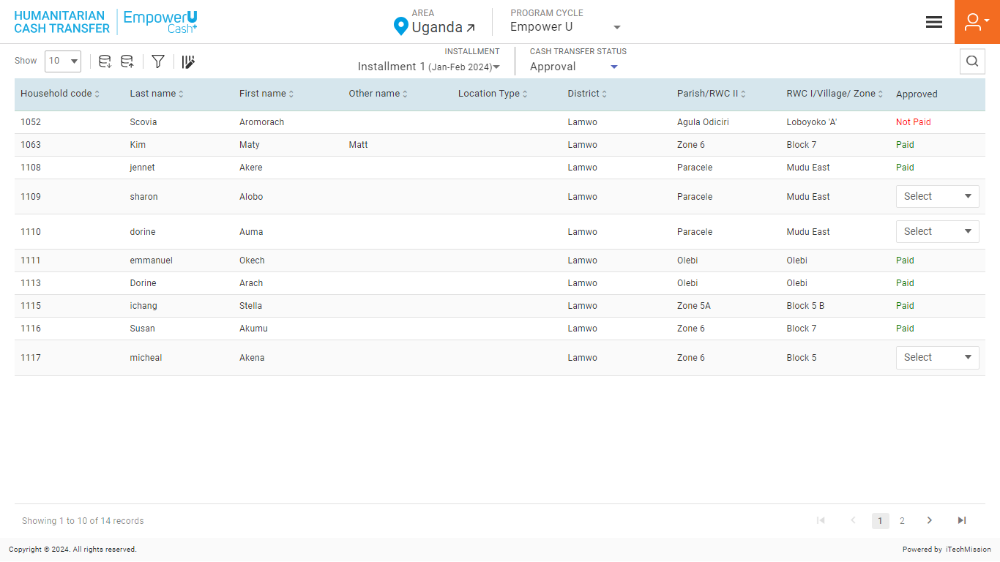 HUMANITARIAN
CASH TRANSFER
EmpowerU
Cash+
AREA
Uganda
PROGRAM CYCLE
Empower U
Show 10
INSTALLMENT
Installment 1 (Jan-Feb 2024)
CASH TRANSFER STATUS
Approval
Household code Last name First name Other name Location Type District Parish/RWC II RWC I/Village/ Zone Approved
1052 Scovia Aromorach Lamwo Agula Odiciri Loboyoko 'A' Not Paid
1063 Kim Maty Matt Lamwo Zone 6 Block 7 Paid
1108 jennet Akere Lamwo Paracele Mudu East Paid
1109 sharon Alobo Lamwo Paracele Mudu East Select
1110 dorine Auma Lamwo Paracele Mudu East Select
1111 emmanuel Okech Lamwo Olebi Olebi Paid
1113 Dorine Arach Lamwo Olebi Olebi Paid
1115 ichang Stella Lamwo Zone 5A Block 5 B Paid
1116 Susan Akumu Lamwo Zone 6 Block 7 Paid
1117 micheal Akena Lamwo Zone 6 Block 5 Select
Showing 1 to 10 of 14 records
1 2
Copyright © 2024. All rights reserved.
Powered by iTechMission